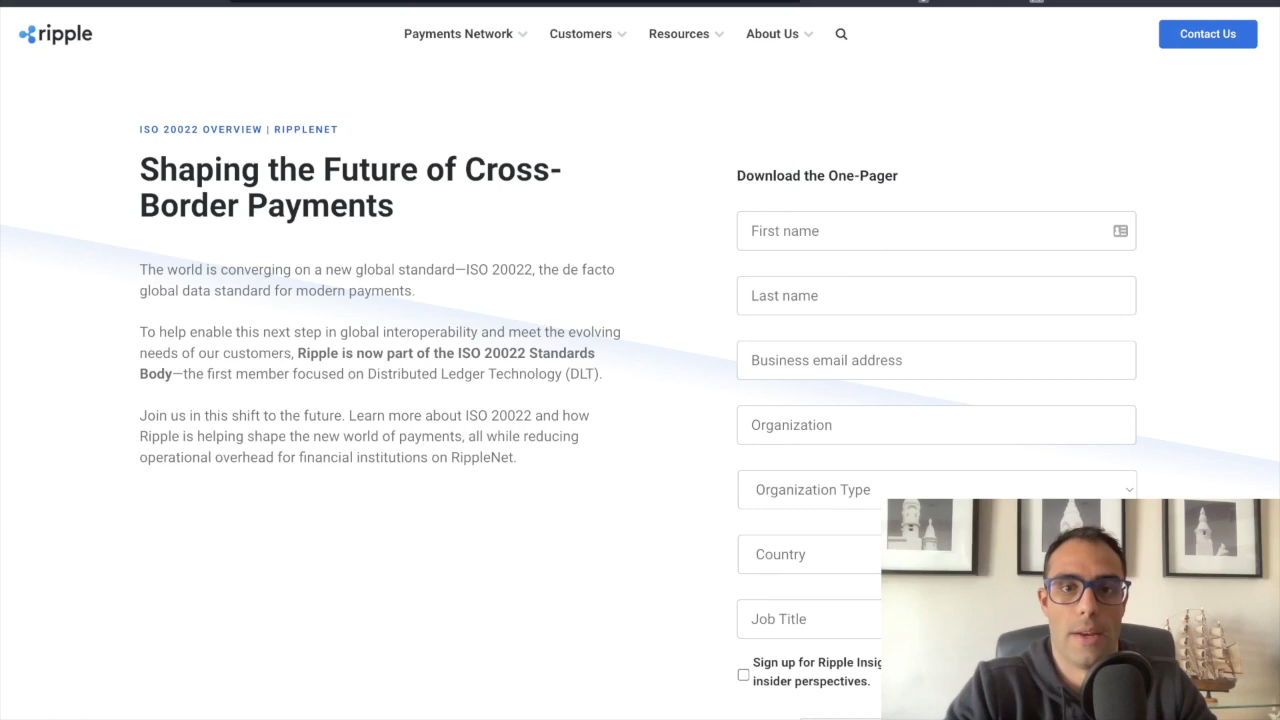 ripple
Payments Network
Customers
Resources
About Us
Contact Us
ISO 20022 OVERVIEW | RIPPLENET
Shaping the Future of Cross-
Border Payments
The world is converging on a new global standard—ISO 20022, the de facto
global data standard for modern payments.
To help enable this next step in global interoperability and meet the evolving
needs of our customers, Ripple is now part of the ISO 20022 Standards
Body—the first member focused on Distributed Ledger Technology (DLT).
Join us in this shift to the future. Learn more about ISO 20022 and how
Ripple is helping shape the new world of payments, all while reducing
operational overhead for financial institutions on RippleNet.
Download the One-Pager
First name
Last name
Business email address
Organization
Organization Type
Country
Job Title
Sign up for Ripple Insig
insider perspectives.